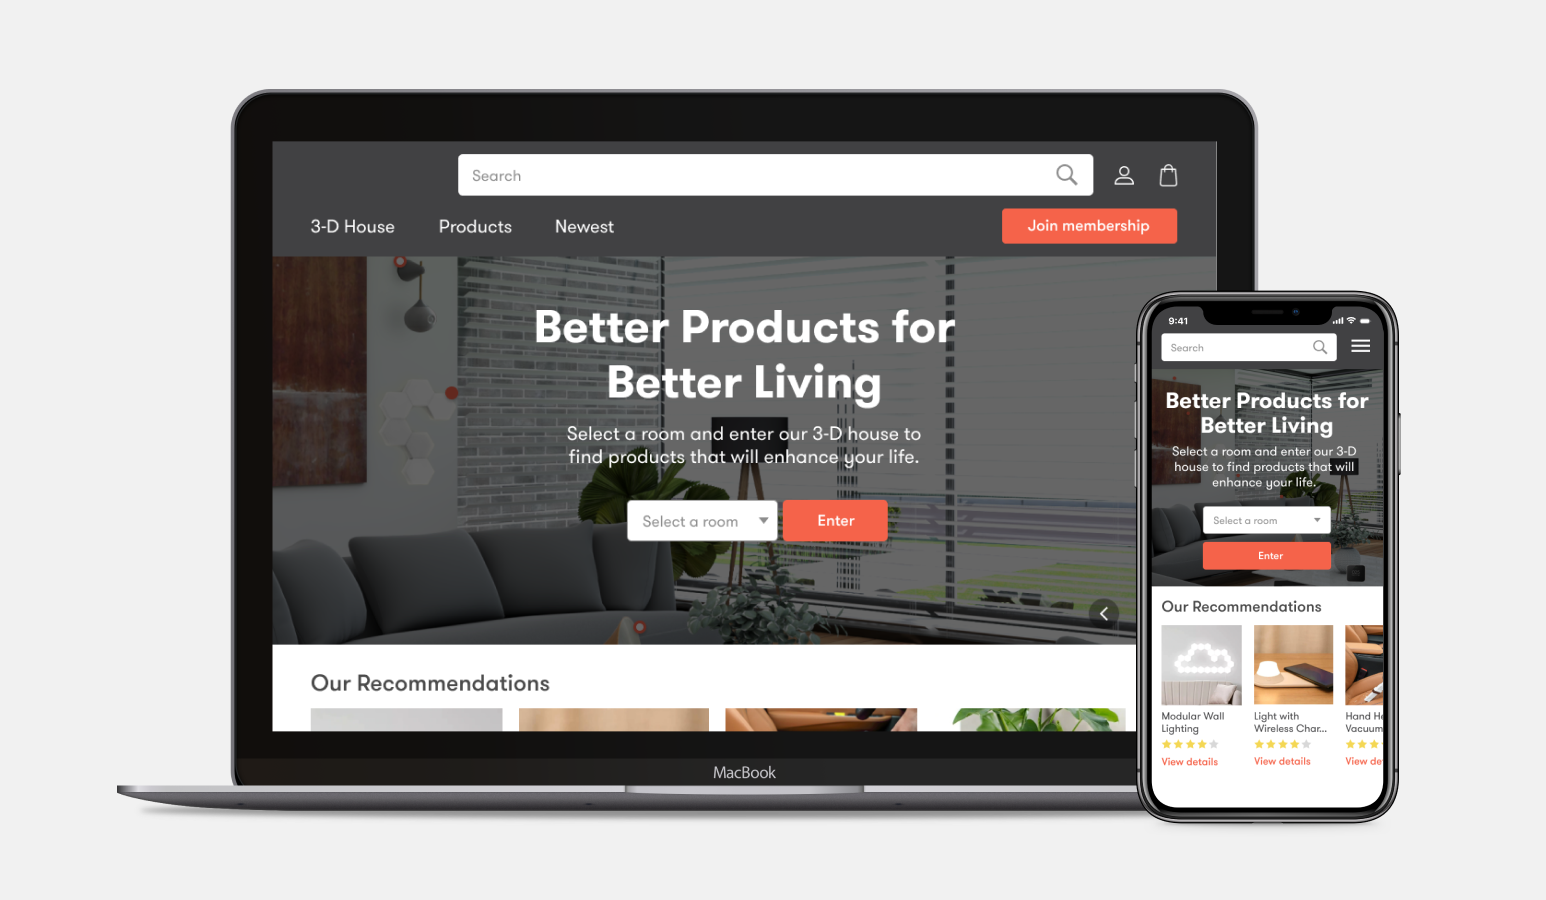 Search
3-D House
Products
Newest
Join membership
Better Products for
Better Living
Select a room and enter our 3-D house to
find products that will enhance your life.
Select a room
Enter
Our Recommendations
MacBook
9:41
Search
Better Products for
Better Living
Select a room and enter our 3-D
house to find products that will
enhance your life.
Select a room
Enter
Our Recommendations
Modular Wall
Lighting
Light with
Wireless Char...
Hand He
Vacuum
View details
View details
View de